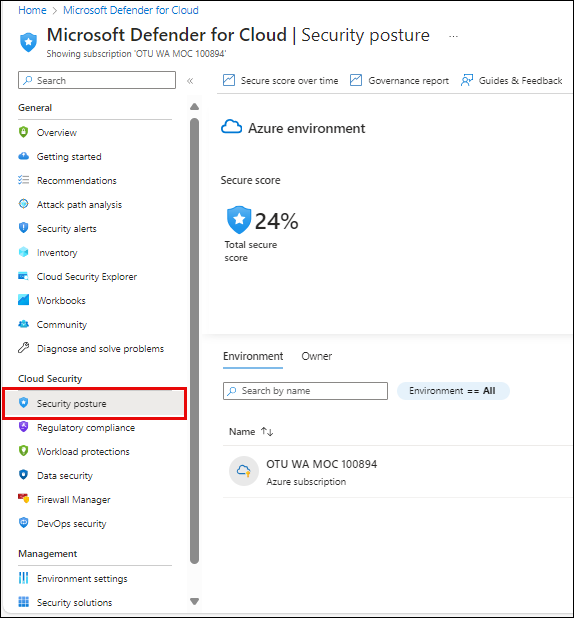 Home > Microsoft Defender for Cloud
Microsoft Defender for Cloud | Security posture ...
Showing subscription 'OTU WA MOC 100894'
Search «
Secure score over time Governance report Guides & Feedback
General
Overview
Getting started
Recommendations
Attack path analysis
Security alerts
Inventory
Cloud Security Explorer
Workbooks
Community
Diagnose and solve problems
Cloud Security
Security posture
Regulatory compliance
Workload protections
Data security
Firewall Manager
DevOps security
Management
Environment settings
Security solutions
Azure environment
Secure score
24%
Total secure
score
Environment Owner
Search by name Environment == All
Name ↑↓
OTU WA MOC 100894
Azure subscription